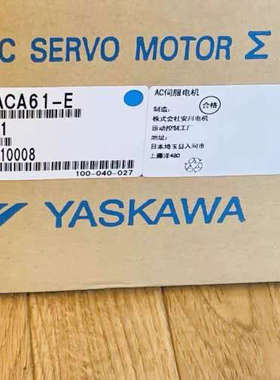 C SERVO MOTOR Σ
ACA61-E
1
10008
100-040-027
AC伺服电机
合格
制造:
株式会社安川电机
运动控制工厂
地址:
日本埼玉县入间市
上藤泽480
YASKAWA